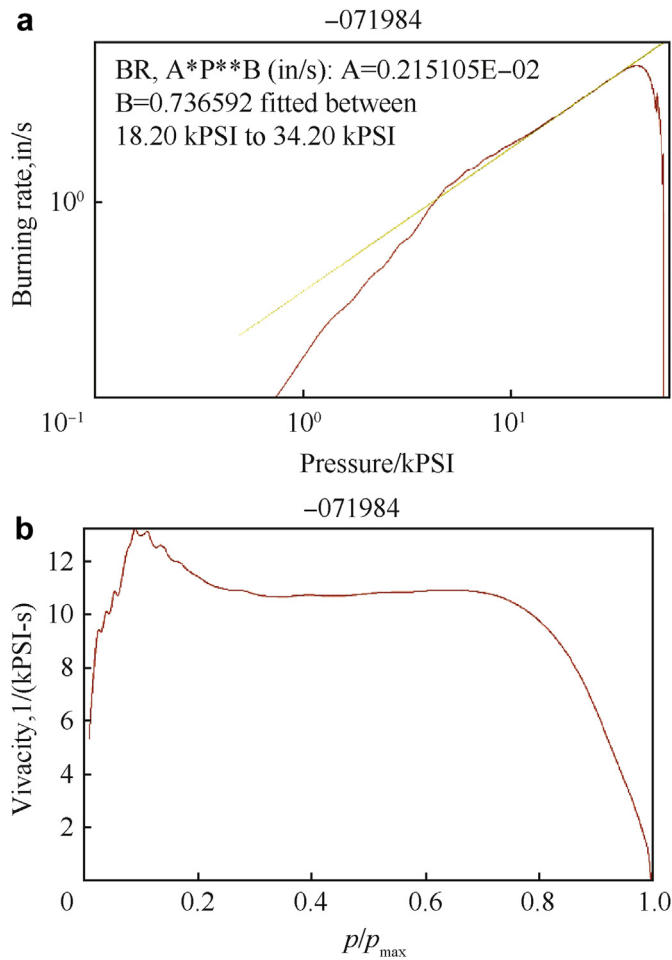 a
−071984
BR, A*P**B (in/s): A=0.215105E−02
B=0.736592 fitted between
18.20 kPSI to 34.20 kPSI
Burning rate,in/s
10⁰
10⁻¹
10⁰
10¹
Pressure/kPSI
b
−071984
Vivacity,1/(kPSI-s)
12
10
8
6
4
2
0
0.2
0.4
0.6
0.8
1.0
p/pmax